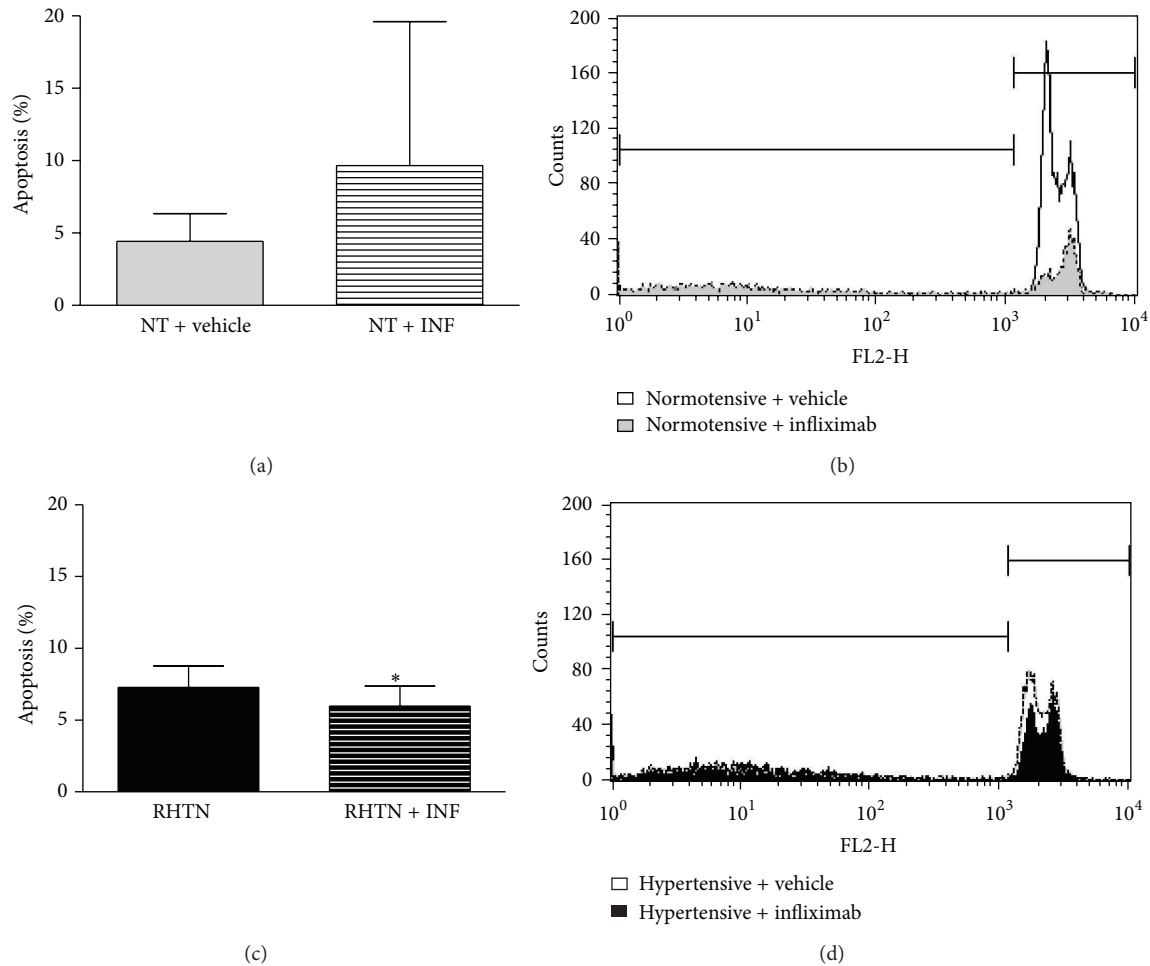 20
15
10
5
0
Apoptosis (%)
NT + vehicle
NT + INF
(a)
200
160
120
80
40
0
Counts
10⁰
10¹
10²
10³
10⁴
FL2-H
Normotensive + vehicle
Normotensive + infliximab
(b)
20
15
10
5
0
Apoptosis (%)
*
RHTN
RHTN + INF
(c)
200
160
120
80
40
0
Counts
10⁰
10¹
10²
10³
10⁴
FL2-H
Hypertensive + vehicle
Hypertensive + infliximab
(d)